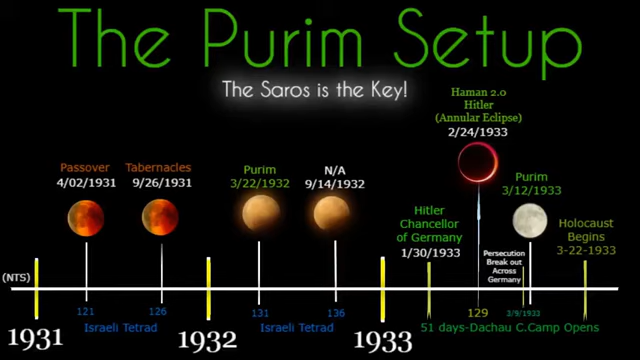 The Purim Setup
The Saros is the Key!
Haman 2.0
Hitler
(Annular Eclipse)
2/24/1933
Passover
4/02/1931
Tabernacles
9/26/1931
Purim
3/22/1932
N/A
9/14/1932
Purim
3/12/1933
Hitler
Chancellor
of Germany
1/30/1933
Holocaust
Begins
3-22-1933
Persecution
Break out
Across
Germany
(NTS)
121
126
131
136
129
3/9/1933
1931
Israeli Tetrad
1932
Israeli Tetrad
1933
51 days-Dachau C.Camp Opens